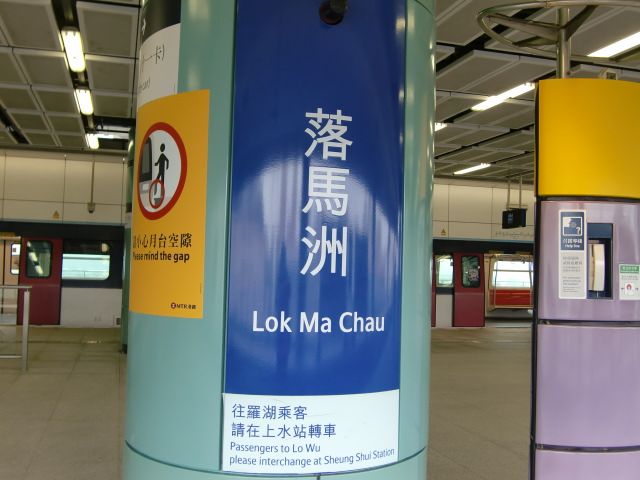 落馬洲
Lok Ma Chau
往羅湖乘客
請在上水站轉車
Passengers to Lo Wu
please interchange at Sheung Shui Station
小心月台空隙
Please mind the gap
MTR 港鐵
Help line